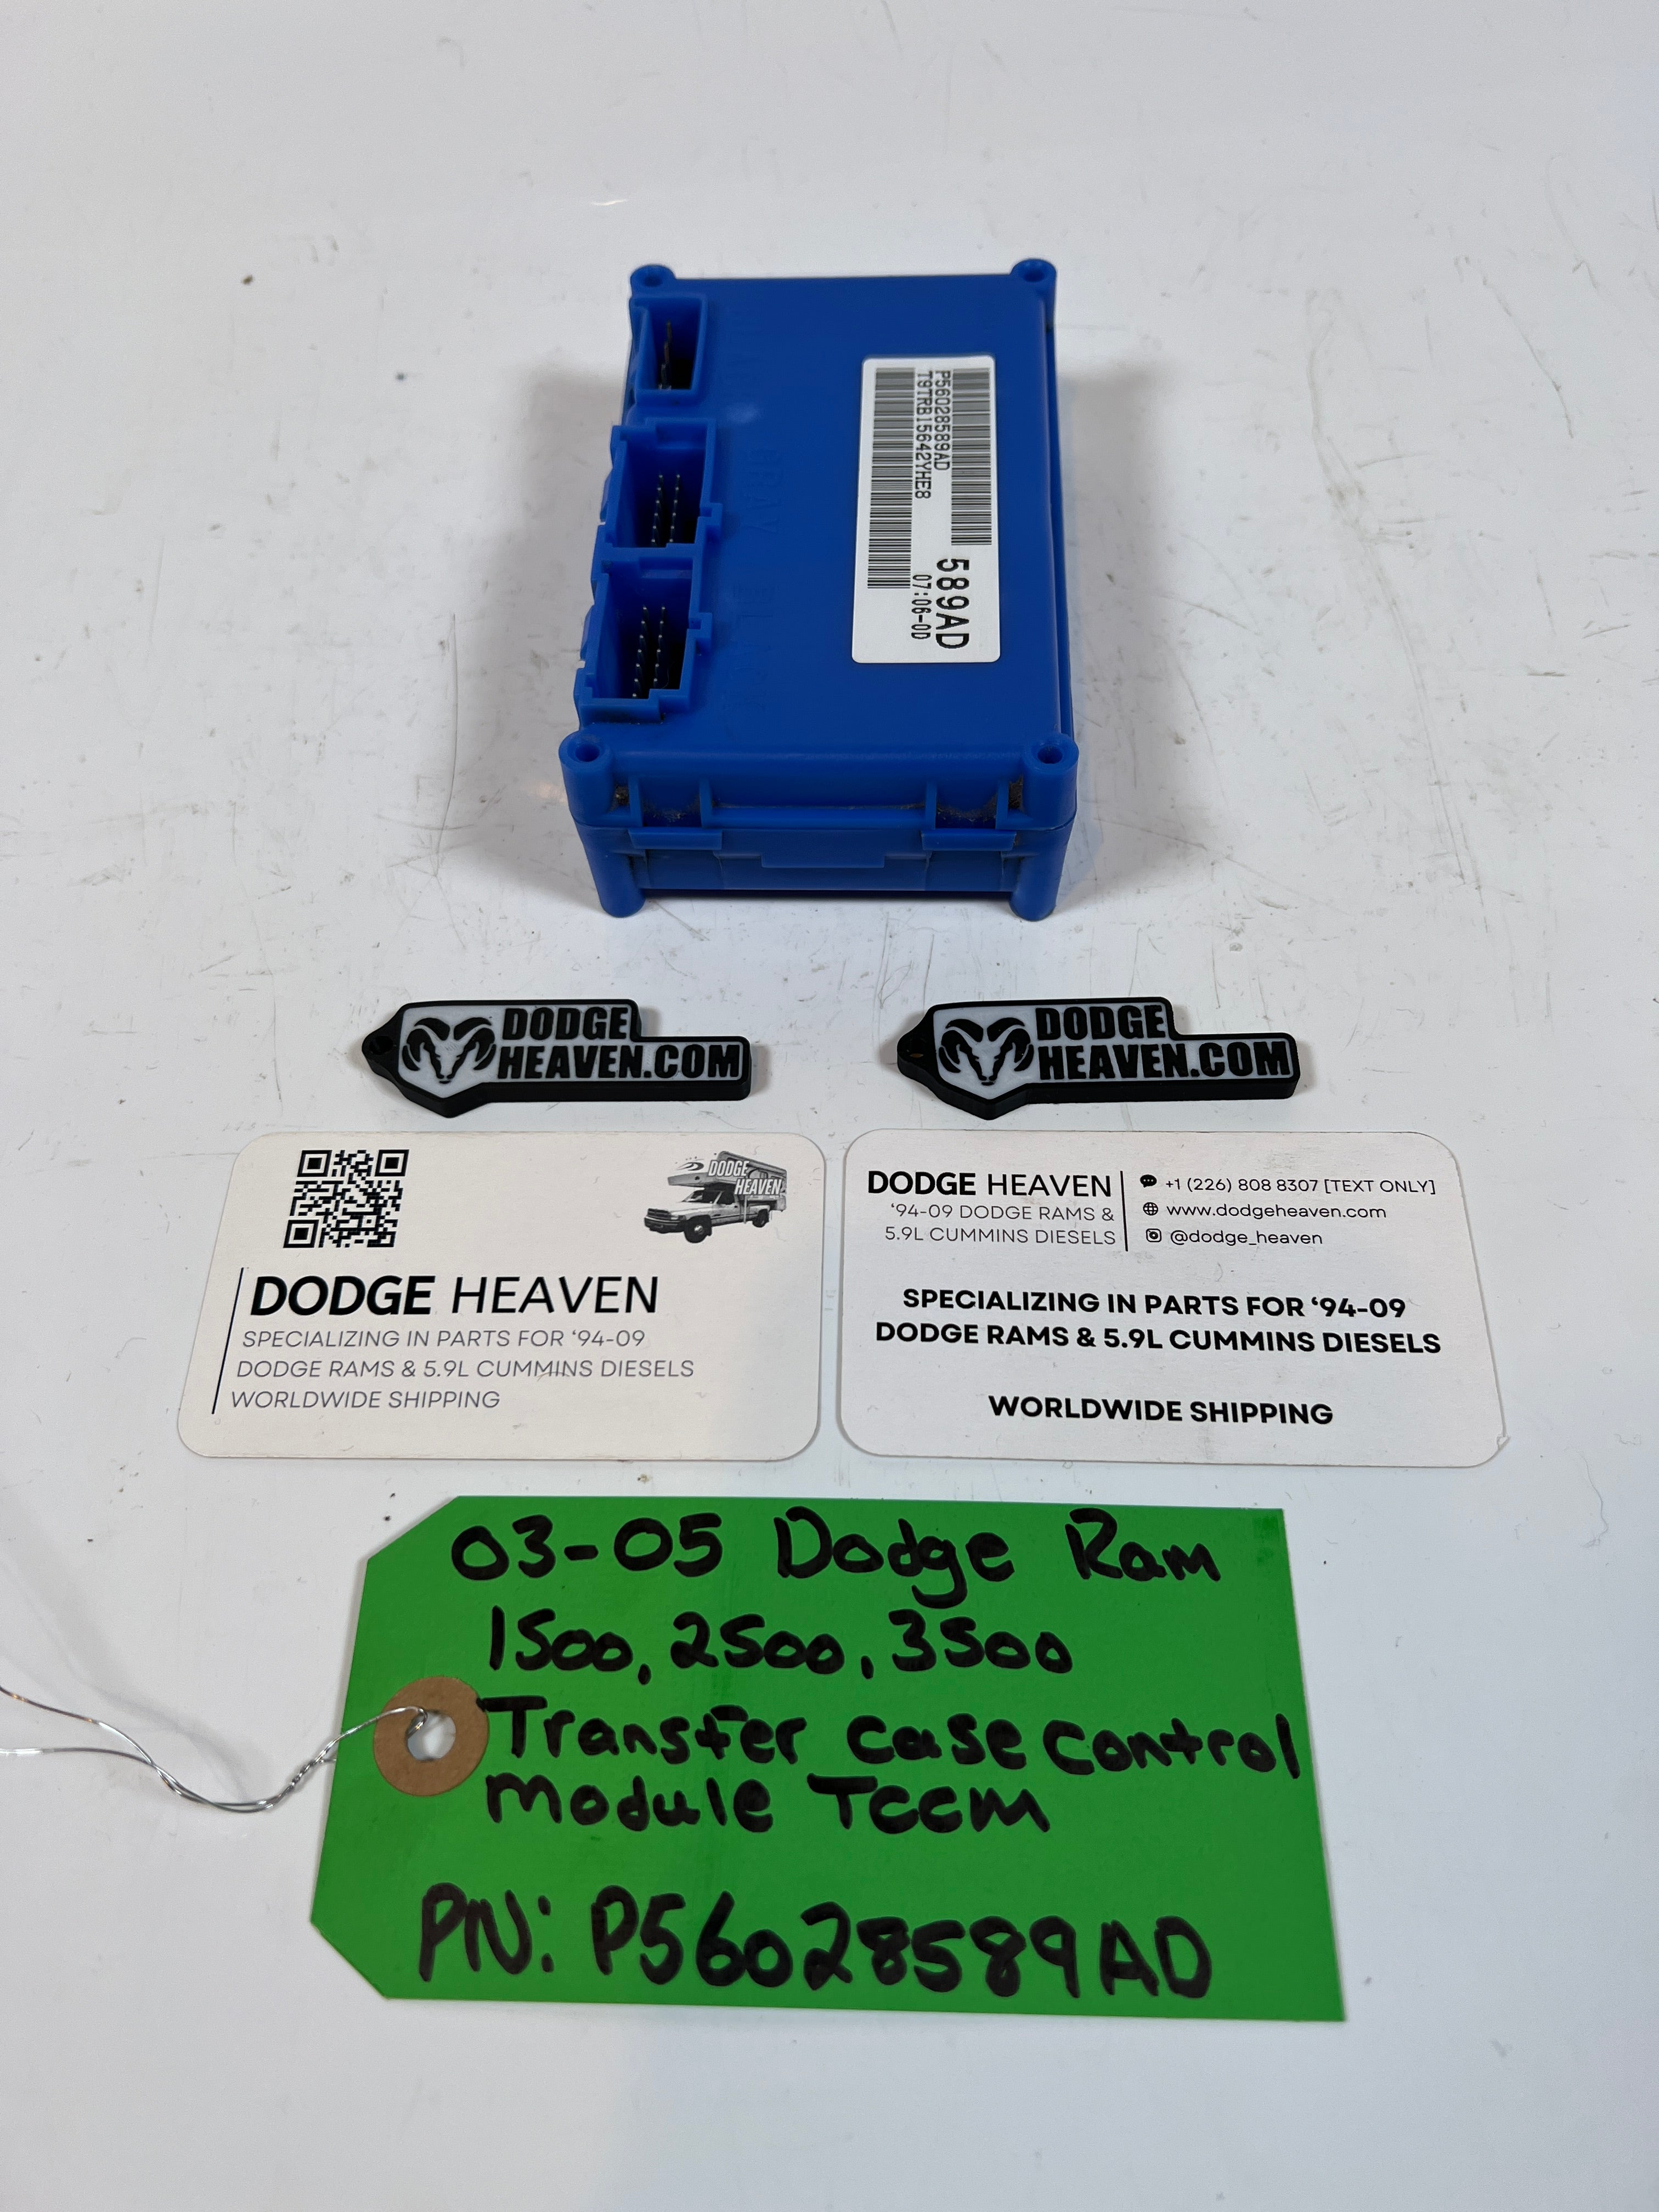 P56028589AD
T9TRB15642YHE8
589AD
07:06-0D
DODGE
HEAVEN.COM
DODGE
HEAVEN.COM
DODGE
HEAVEN
DODGE HEAVEN
SPECIALIZING IN PARTS FOR ‘94-09
DODGE RAMS & 5.9L CUMMINS DIESELS
WORLDWIDE SHIPPING
DODGE HEAVEN
‘94-09 DODGE RAMS &
5.9L CUMMINS DIESELS
+1 (226) 808 8307 [TEXT ONLY]
www.dodgeheaven.com
@dodge_heaven
SPECIALIZING IN PARTS FOR ‘94-09
DODGE RAMS & 5.9L CUMMINS DIESELS
WORLDWIDE SHIPPING
03-05 Dodge Ram
1500, 2500, 3500
Transfer case control
module TCCM
PN: P56028589AD